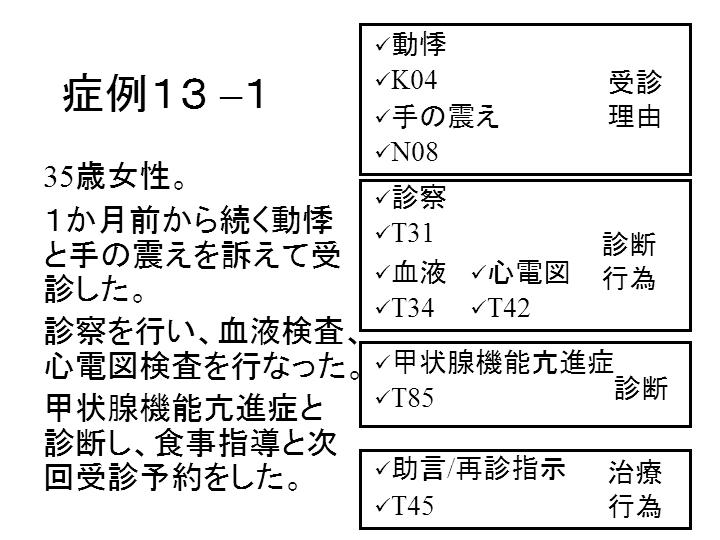 症例１３ –１
35歳女性。
１か月前から続く動悸
と手の震えを訴えて受
診した。
診察を行い、血液検査、
心電図検査を行なった。
甲状腺機能亢進症と
診断し、食事指導と次
回受診予約をした。
✓動悸
✓K04
✓手の震え
✓N08
受診
理由
✓診察
✓T31
✓血液 ✓心電図
✓T34 ✓T42
診断
行為
✓甲状腺機能亢進症
✓T85
診断
✓助言/再診指示
✓T45
治療
行為